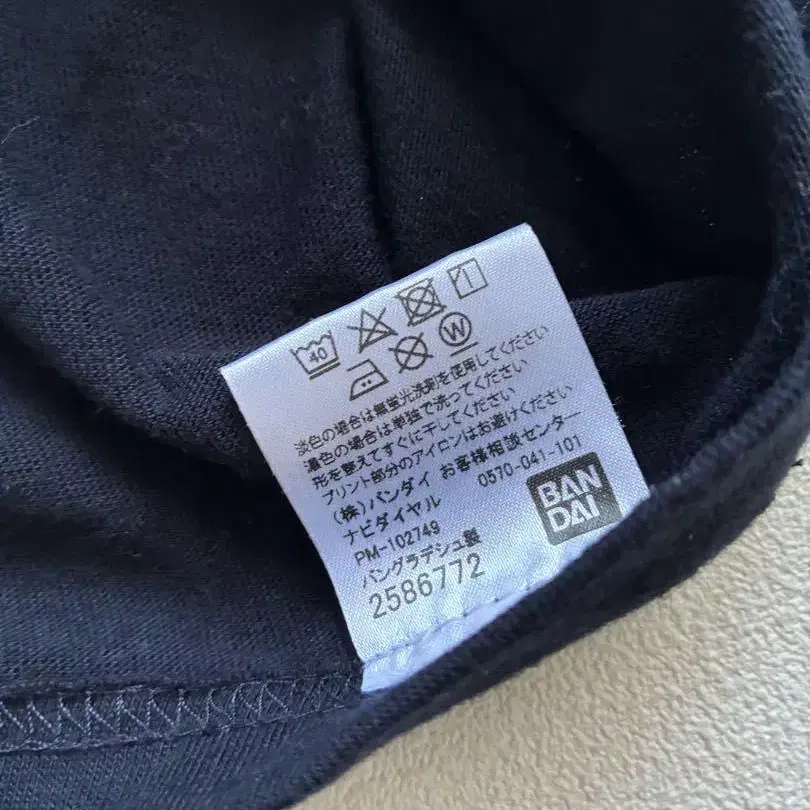 40
W
淡色の場合は無蛍光洗剤を使用してください
濃色の場合は単独で洗ってください
形を整えてすぐに干してください
プリント部分のアイロンはお避けください
(株)バンダイ お客様相談センター
ナビダイヤル 0570-041-101
PM-102749
バングラデシュ製
2586772
BAN
DAI